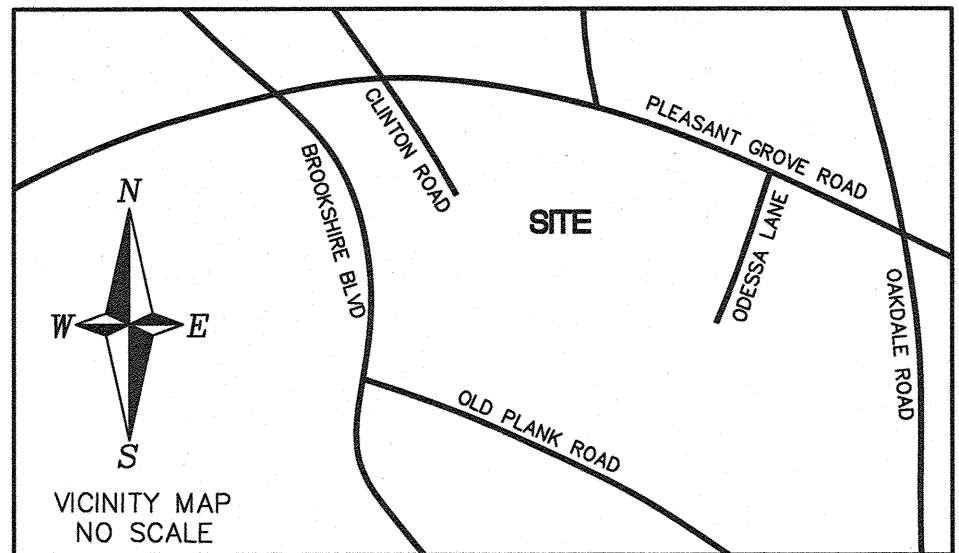 CLINTON ROAD
PLEASANT GROVE ROAD
BROOKSHIRE BLVD
SITE
ODESSA LANE
OAKDALE ROAD
OLD PLANK ROAD
N
W
E
S
VICINITY MAP
NO SCALE